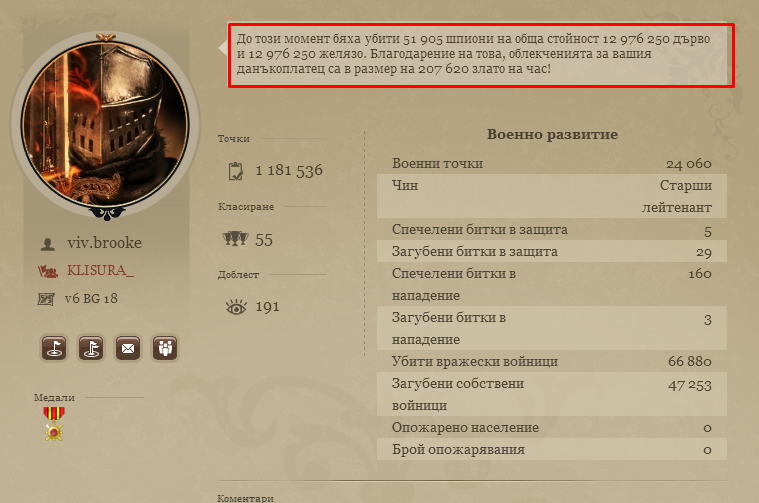 До този момент бяха убити 51 905 шпиони на обща стойност 12 976 250 дърво
и 12 976 250 желязо. Благодарение на това, облекченията за вашия
данъкоплатец са в размер на 207 620 злато на час!
Точки
1 181 536
Класиране
55
Доблест
191
viv.brooke
KLISURA_
v6 BG 18
Медали
Военно развитие
Военни точки 24 060
Чин Старши
лейтенант
Спечелени битки в защита 5
Загубени битки в защита 29
Спечелени битки в 160
нападение
Загубени битки в 3
нападение
Убити вражески войници 66 880
Загубени собствени 47 253
войници
Опожарено население 0
Брой опожарявания 0
Коментари